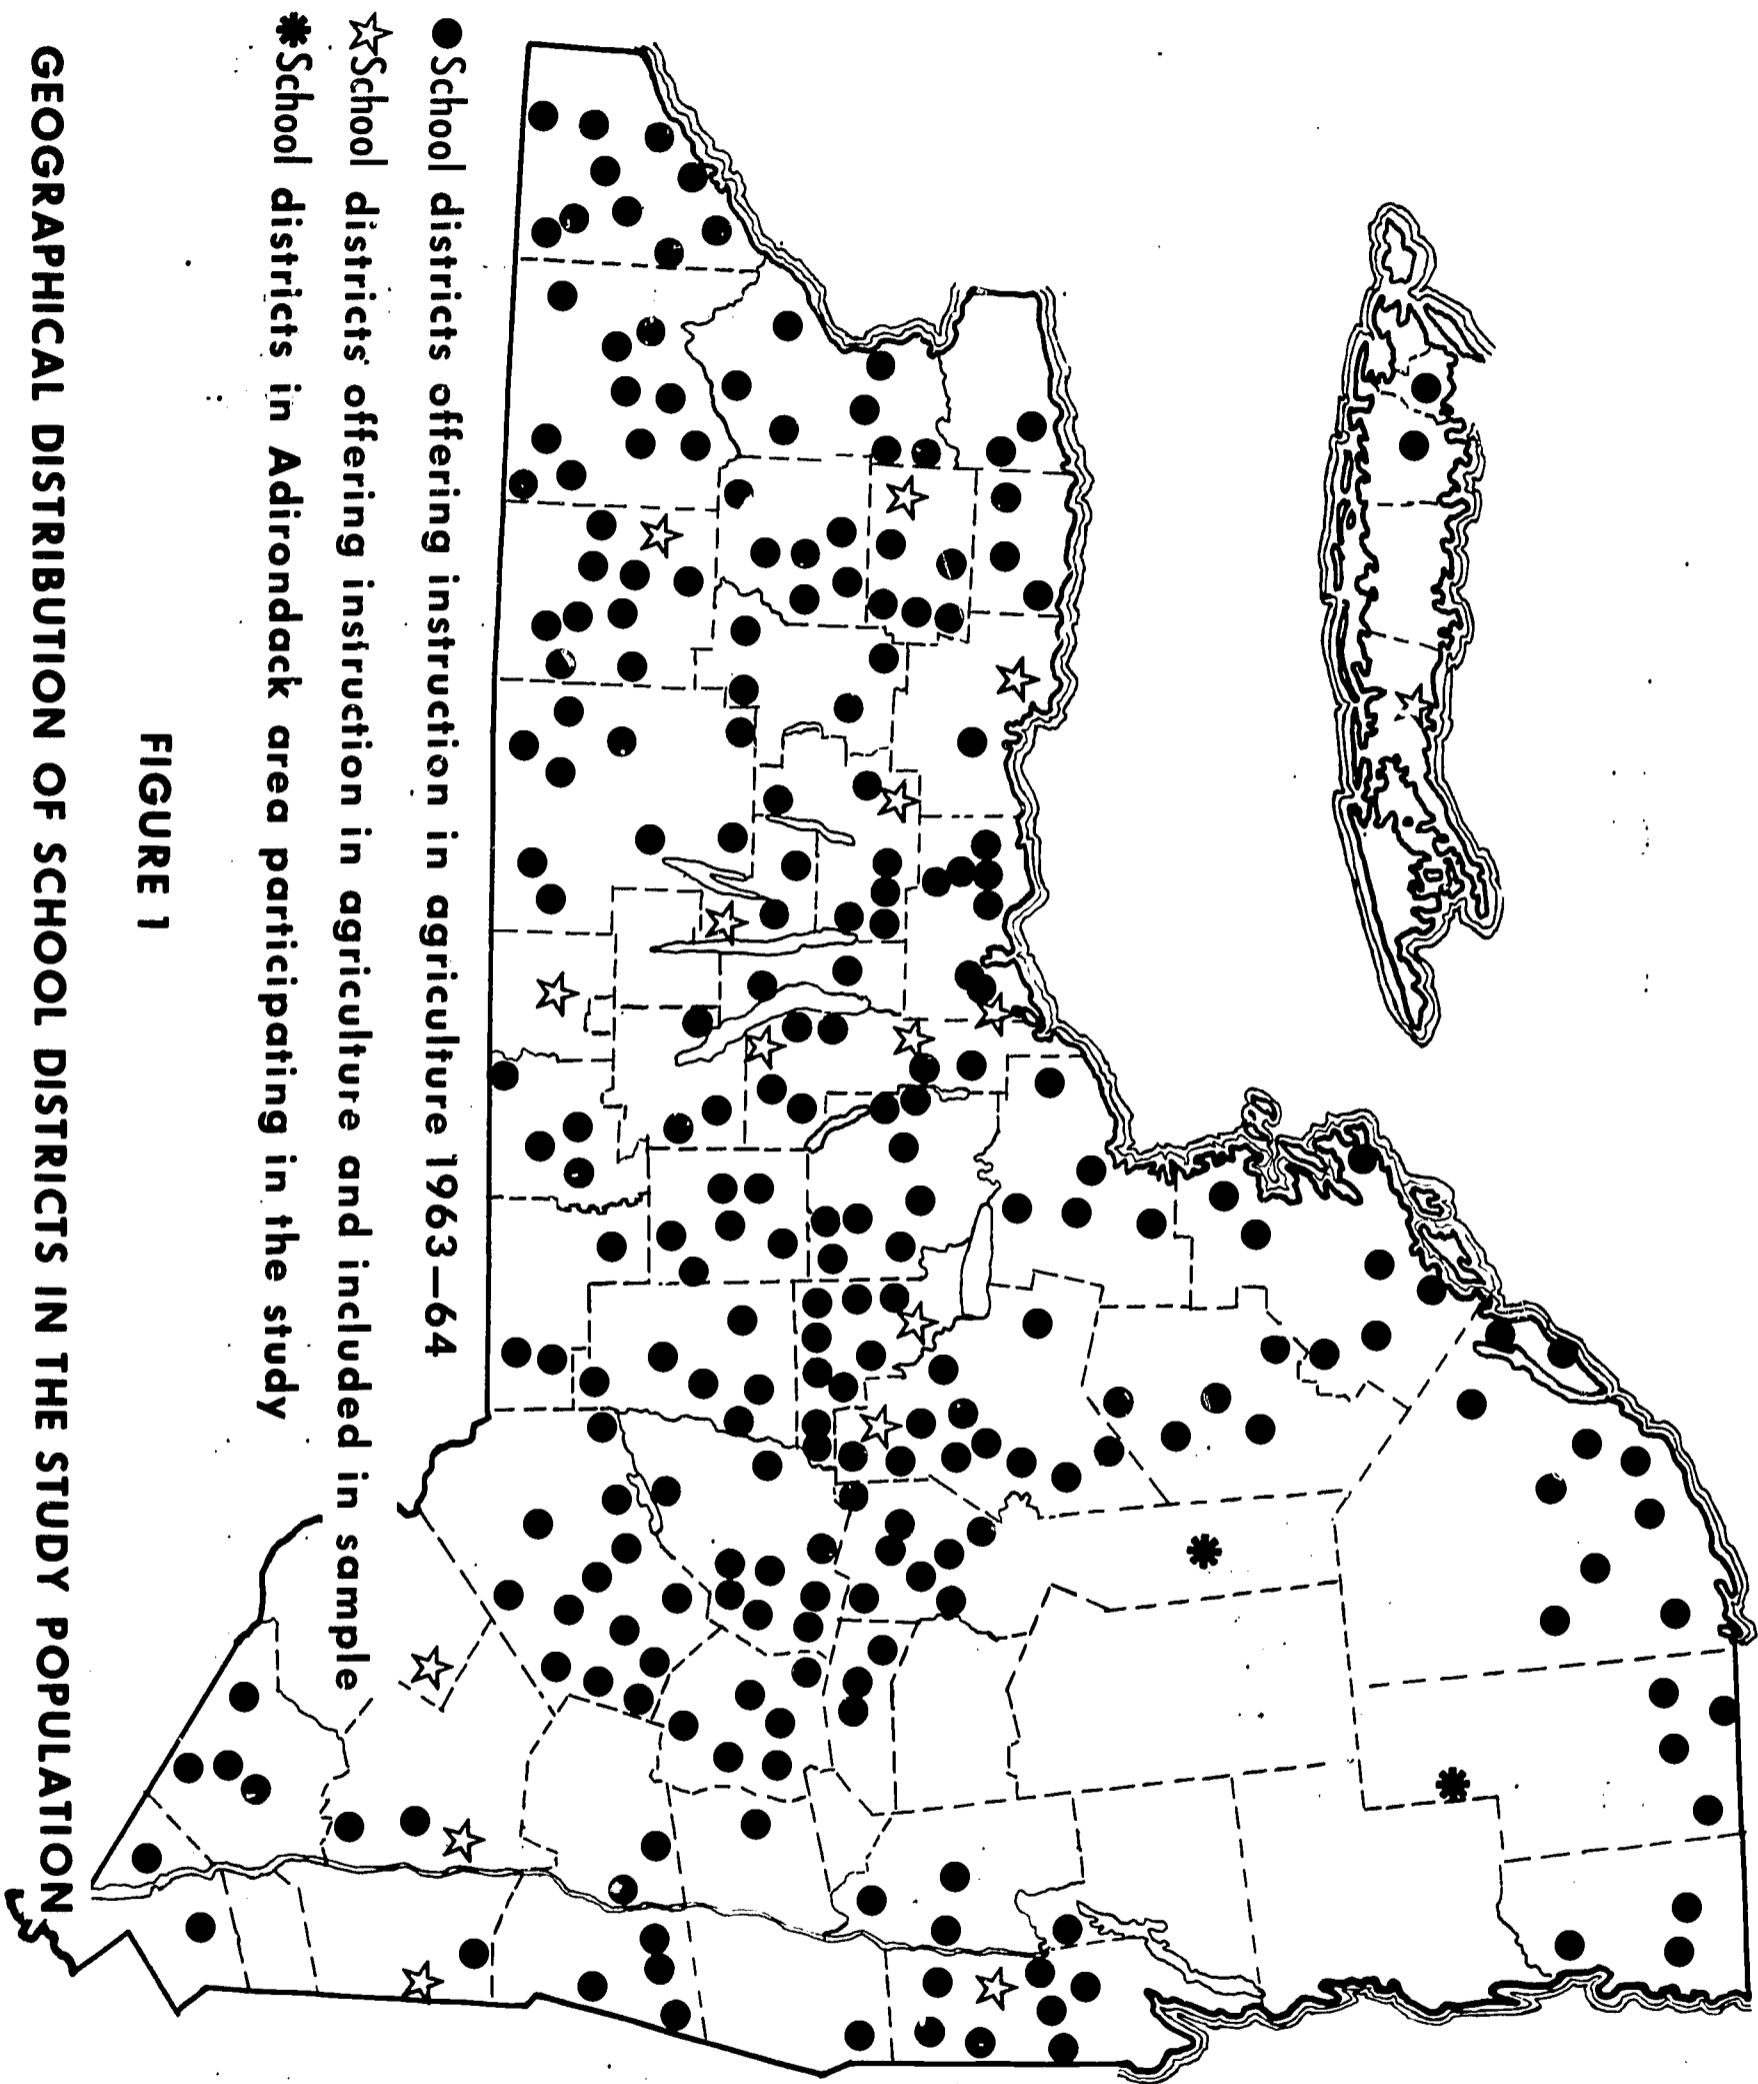 ●School districts offering instruction in agriculture 1963—64
☆School districts offering instruction in agriculture and included in sample
✱School districts in Adirondack area participating in the study
FIGURE 1
GEOGRAPHICAL DISTRIBUTION OF SCHOOL DISTRICTS IN THE STUDY POPULATION